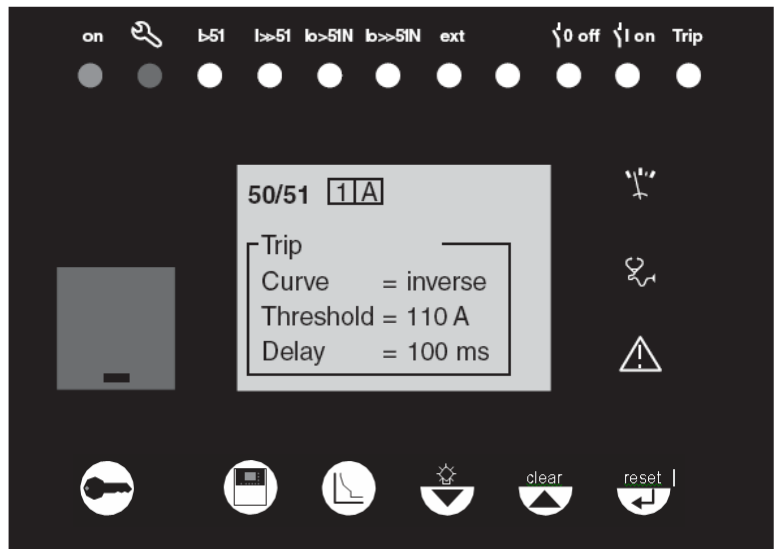 on I>51 I>>51 Io>51N Io>>51N ext 0 off I on Trip
50/51 1 A
Trip
Curve = inverse
Threshold = 110 A
Delay = 100 ms
clear reset